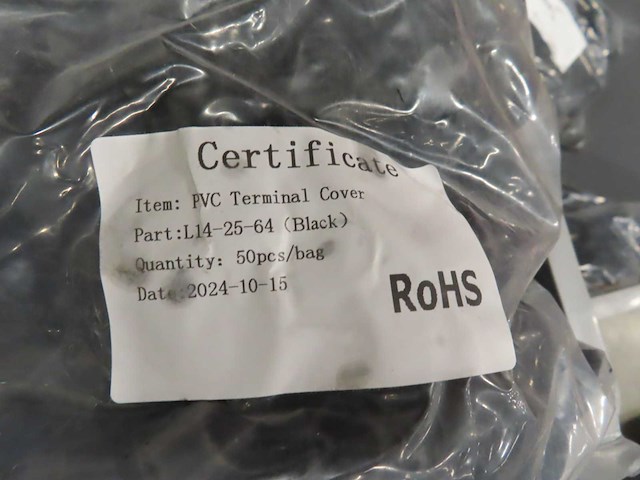 Certificate
Item: PVC Terminal Cover
Part:L14-25-64 (Black)
Quantity: 50pcs/bag
Date:2024-10-15
RoHS